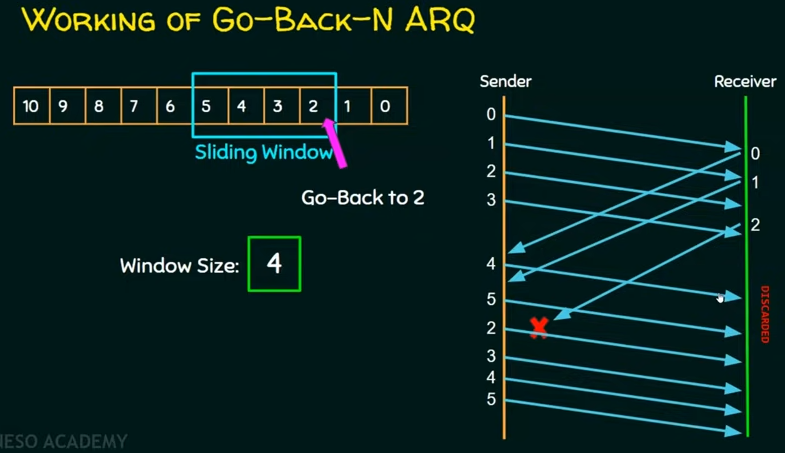 WORKING OF GO-BACK-N ARQ
10 9 8 7 6 5 4 3 2 1 0
Sliding Window
Go-Back to 2
Window Size: 4
Sender
0
1
2
3
4
5
2
3
4
5
Receiver
0
1
2
DISCARDED
NESO ACADEMY